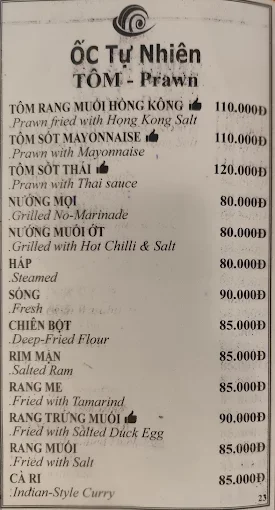 ỐC Tự Nhiên
TÔM - Prawn
TÔM RANG MUỐI HỒNG KÔNG 110.000Đ
.Prawn fried with Hong Kong Salt
TÔM SỐT MAYONNAISE 110.000Đ
.Prawn with Mayonnaise
TÔM SỐT THÁI 120.000Đ
.Prawn with Thai sauce
NƯỚNG MỌI 80.000Đ
.Grilled No-Marinade
NƯỚNG MUỐI ỚT 80.000Đ
.Grilled with Hot Chilli & Salt
HẤP 80.000Đ
.Steamed
SỐNG 90.000Đ
.Fresh
CHIÊN BỘT 85.000Đ
.Deep-Fried Flour
RIM MẶN 85.000Đ
.Salted Ram
RANG ME 85.000Đ
.Fried with Tamarind
RANG TRỨNG MUỐI 90.000Đ
.Fried with Salted Duck Egg
RANG MUỐI 85.000Đ
.Fried with Salt
CÀ RI 85.000Đ
.Indian-Style Curry
23